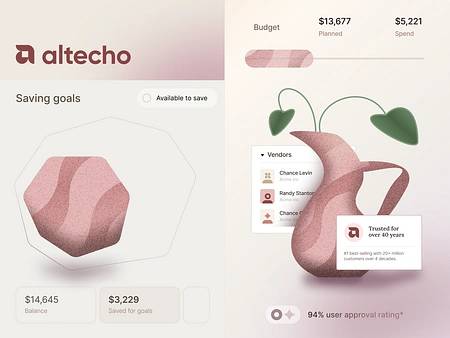 altecho
Saving goals
Available to save
$14,645
Balance
$3,229
Saved for goals
Budget
$13,677
Planned
$5,221
Spend
Vendors
Chance Levin
Acme Inc
Randy Stanton
Acme Inc
Chance
Trusted for
over 40 years
#1 best-selling with 20+ million
customers over 4 decades.
94% user approval rating*